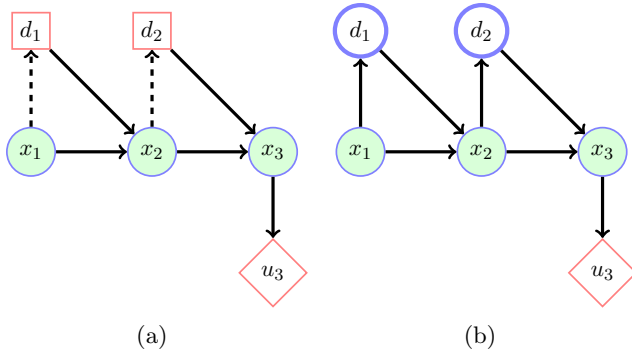 d₁ d₂ d₁ d₂
x₁ x₂ x₃ x₁ x₂ x₃
u₃ u₃
(a) (b)